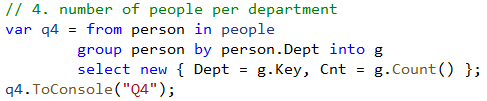 // 4. number of people per department
var q4 = from person in people
group person by person.Dept into g
select new { Dept = g.Key, Cnt = g.Count() };
q4.ToConsole("Q4");